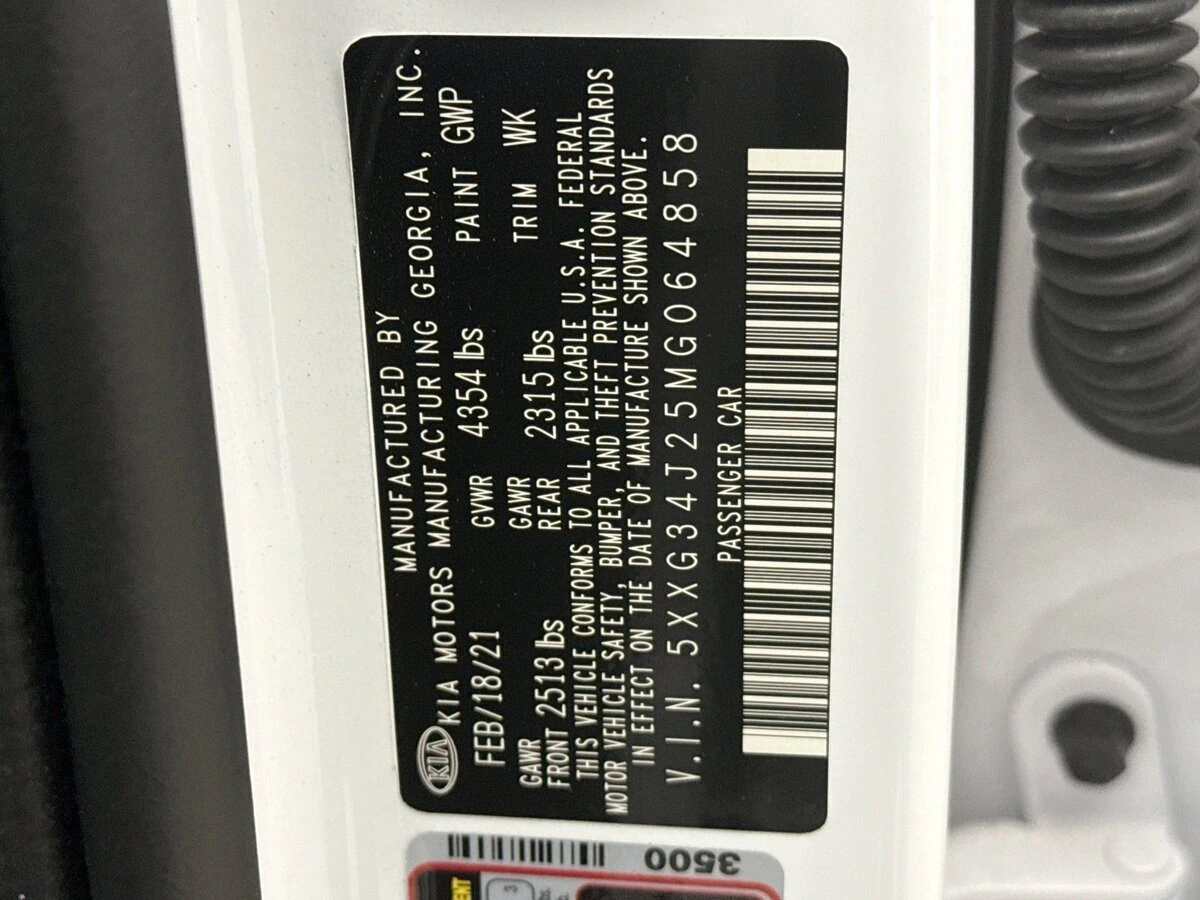 MANUFACTURED BY
KIA KIA MOTORS MANUFACTURING GEORGIA, INC.
FEB/18/21 GVWR 4354 lbs PAINT GWP
GAWR FRONT 2513 lbs GAWR REAR 2315 lbs TRIM WK
THIS VEHICLE CONFORMS TO ALL APPLICABLE U.S.A. FEDERAL
MOTOR VEHICLE SAFETY, BUMPER, AND THEFT PREVENTION STANDARDS
IN EFFECT ON THE DATE OF MANUFACTURE SHOWN ABOVE.
V.I.N. 5XXG34J25MG064858
PASSENGER CAR
3500